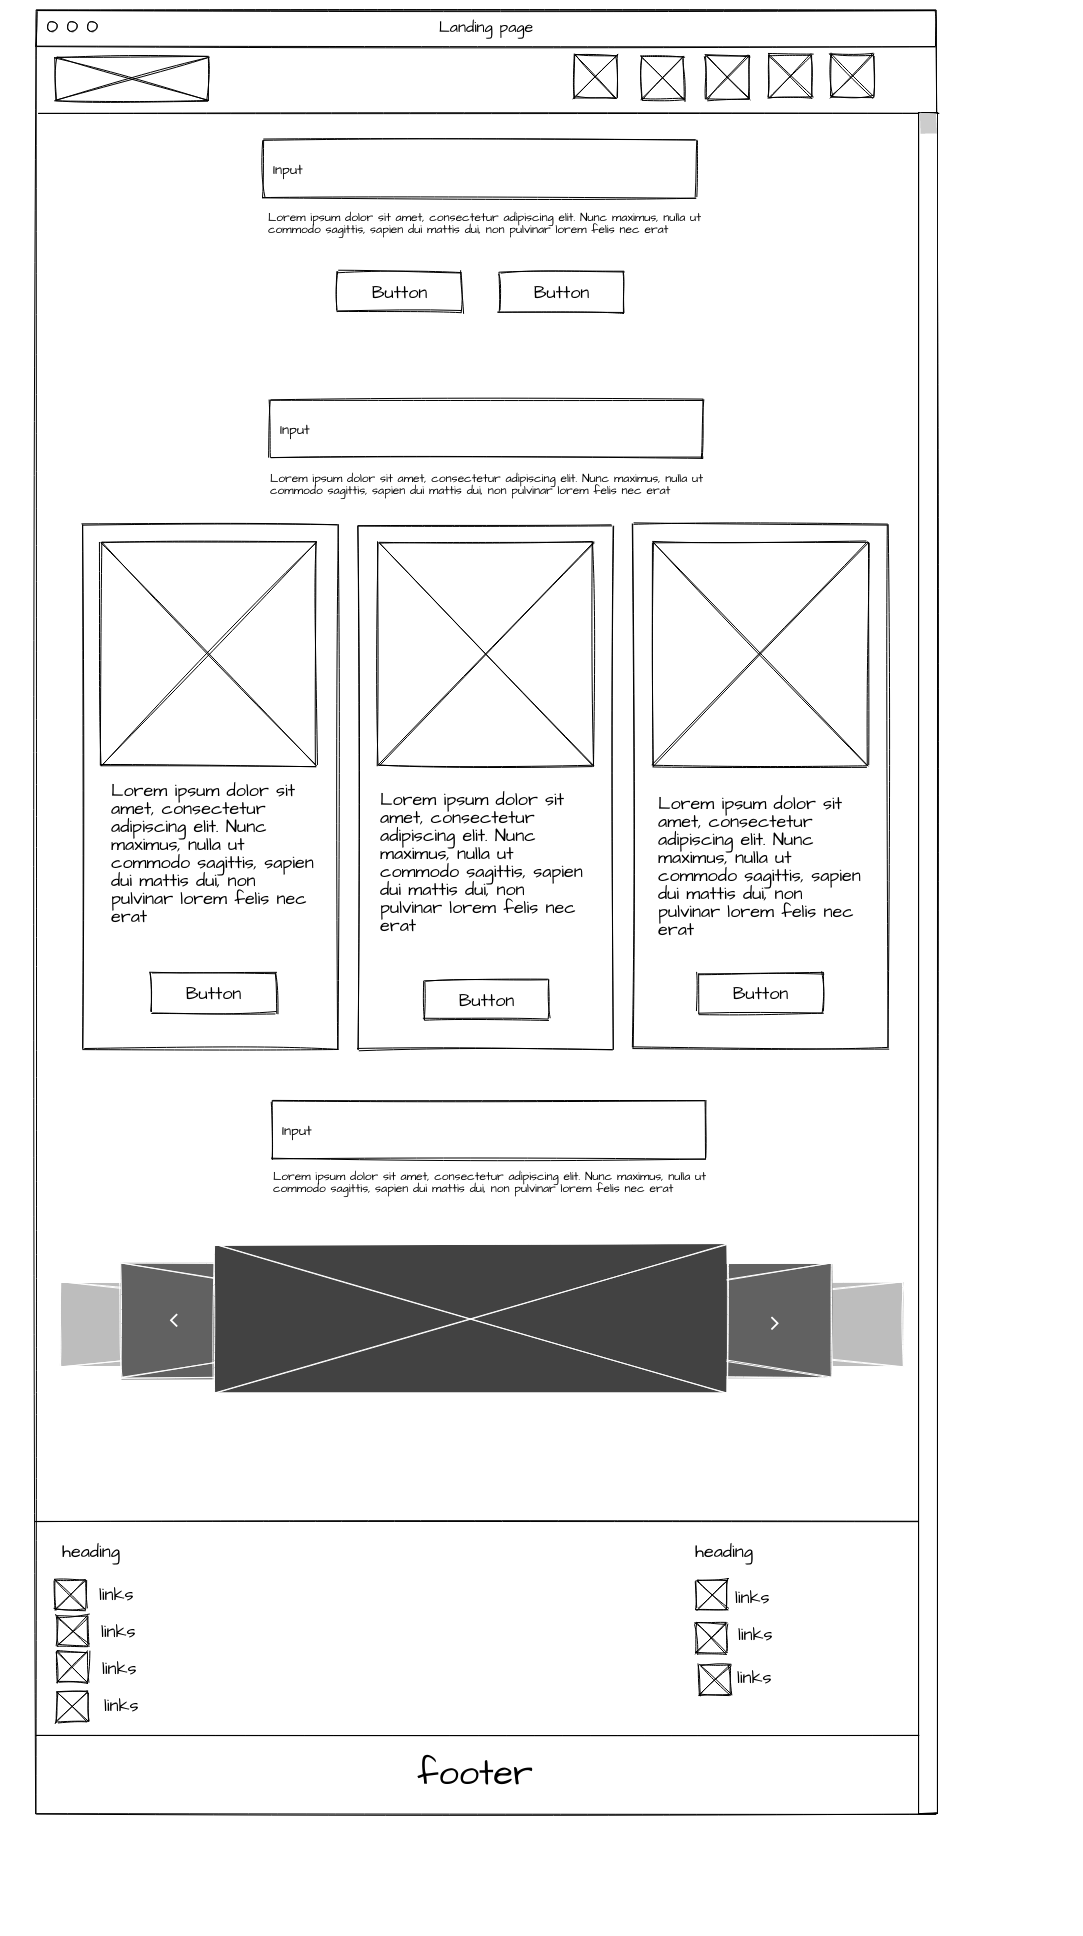 Landing page
Input
Lorem ipsum dolor sit amet, consectetur adipiscing elit. Nunc maximus, nulla ut
commodo sagittis, sapien dui mattis dui, non pulvinar lorem felis nec erat
Button
Button
Input
Lorem ipsum dolor sit amet, consectetur adipiscing elit. Nunc maximus, nulla ut
commodo sagittis, sapien dui mattis dui, non pulvinar lorem felis nec erat
Lorem ipsum dolor sit
amet, consectetur
adipiscing elit. Nunc
maximus, nulla ut
commodo sagittis, sapien
dui mattis dui, non
pulvinar lorem felis nec
erat
Button
Lorem ipsum dolor sit
amet, consectetur
adipiscing elit. Nunc
maximus, nulla ut
commodo sagittis, sapien
dui mattis dui, non
pulvinar lorem felis nec
erat
Button
Lorem ipsum dolor sit
amet, consectetur
adipiscing elit. Nunc
maximus, nulla ut
commodo sagittis, sapien
dui mattis dui, non
pulvinar lorem felis nec
erat
Button
Input
Lorem ipsum dolor sit amet, consectetur adipiscing elit. Nunc maximus, nulla ut
commodo sagittis, sapien dui mattis dui, non pulvinar lorem felis nec erat
heading
links
links
links
links
heading
links
links
links
footer